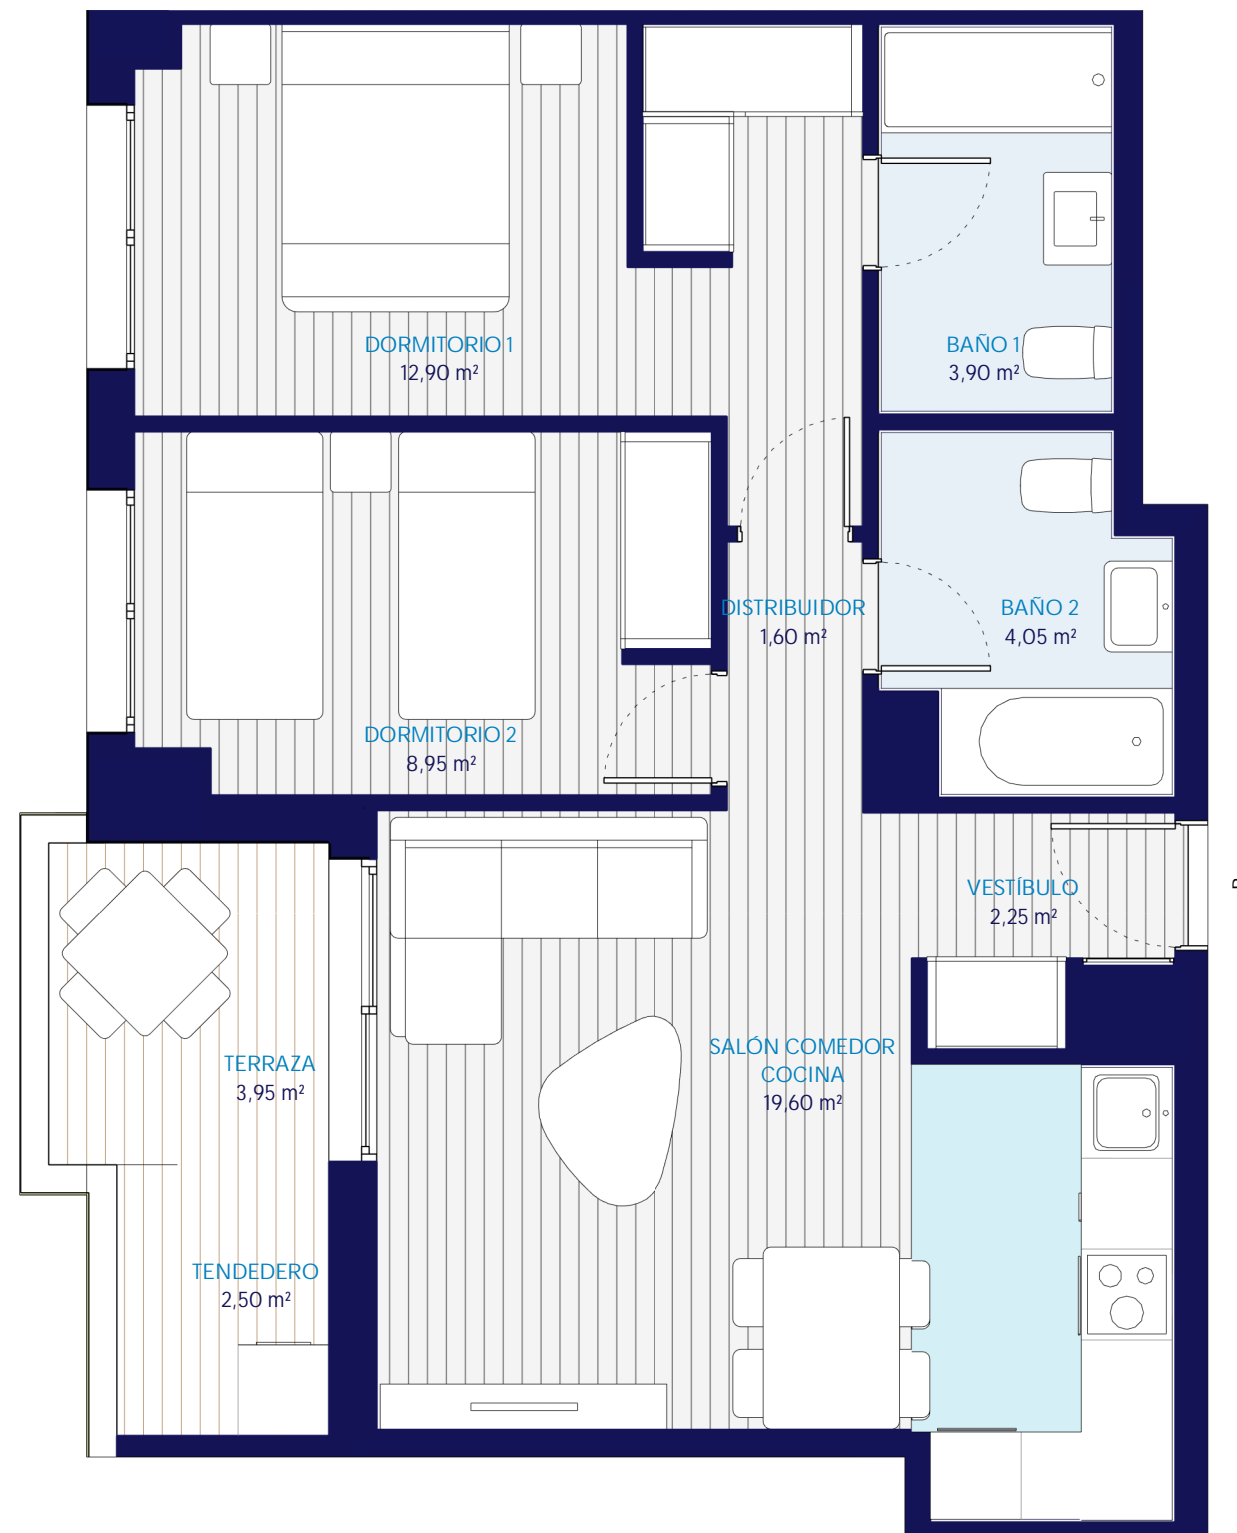 DORMITORIO 1
12,90 m²
BAÑO 1
3,90 m²
DISTRIBUIDOR
1,60 m²
BAÑO 2
4,05 m²
DORMITORIO 2
8,95 m²
VESTÍBULO
2,25 m²
SALÓN COMEDOR
COCINA
19,60 m²
TERRAZA
3,95 m²
TENDEDERO
2,50 m²